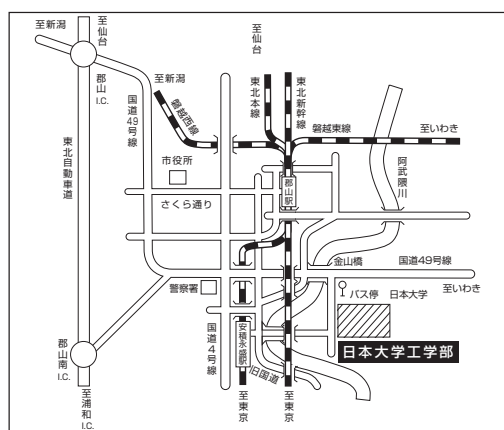 至新潟
至仙台
至仙台
郡山
I.C.
国道49号線
至新潟
磐越西線
東北本線
東北新幹線
磐越東線
至いわき
東北自動車道
市役所
郡山駅
阿武隈川
さくら通り
金山橋
国道49号線
至いわき
警察署
バス停 日本大学
国道4号線
安積永盛駅
旧国道
日本大学工学部
郡山南
I.C.
至浦和
I.C.
至東京
至東京